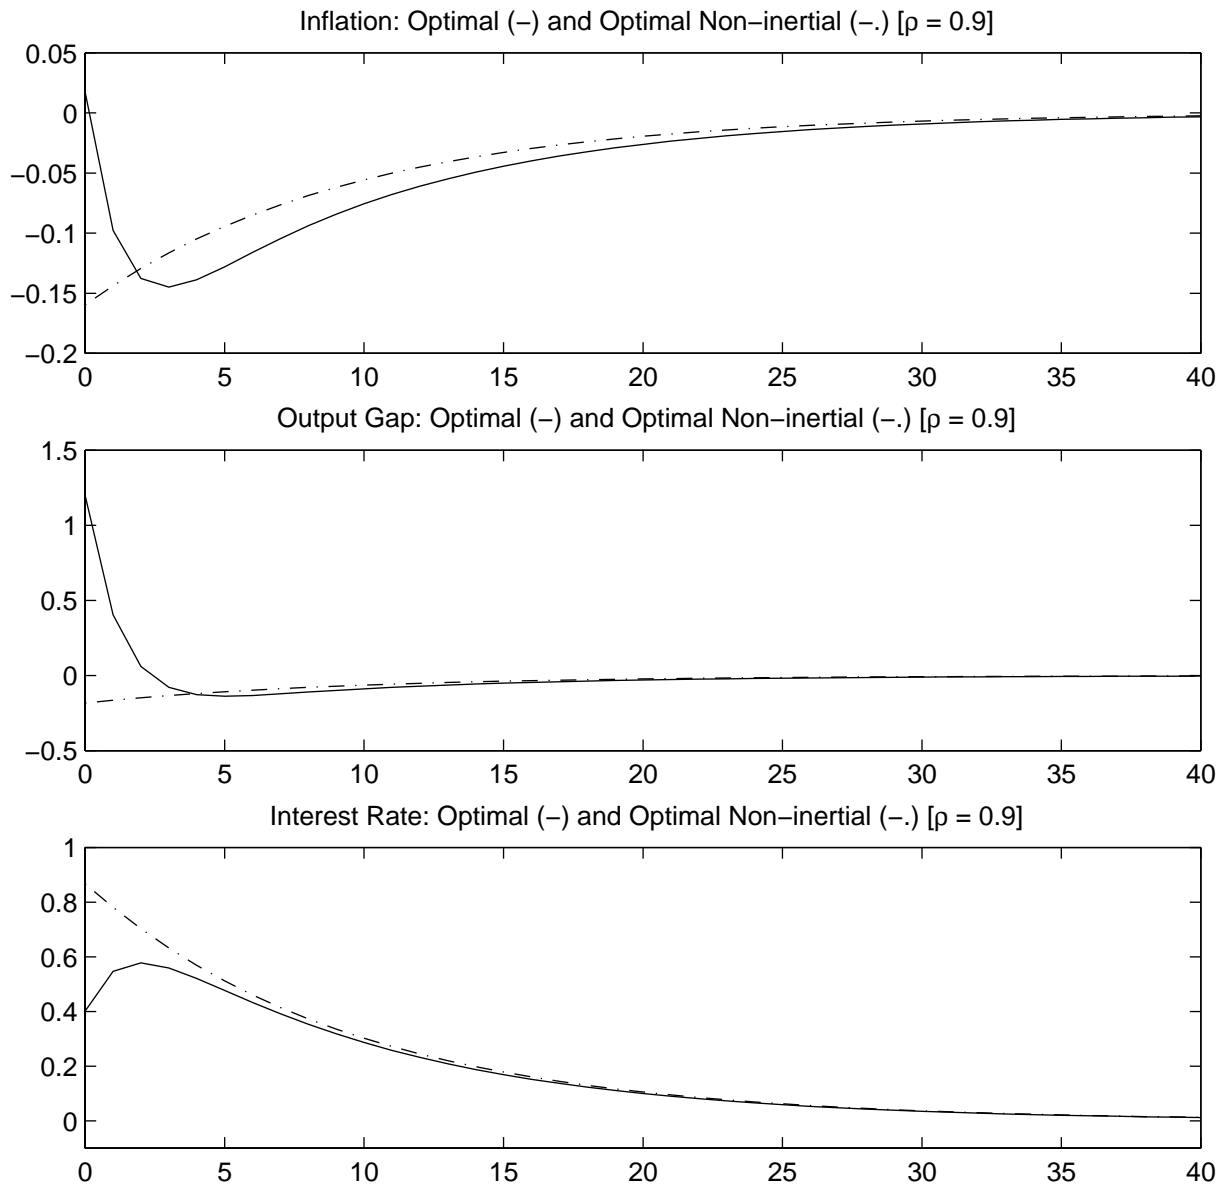 Inflation: Optimal (−) and Optimal Non−inertial (−.) [ρ = 0.9]
0.05
0
−0.05
−0.1
−0.15
−0.2
0 5 10 15 20 25 30 35 40
Output Gap: Optimal (−) and Optimal Non−inertial (−.) [ρ = 0.9]
1.5
1
0.5
0
−0.5
0 5 10 15 20 25 30 35 40
Interest Rate: Optimal (−) and Optimal Non−inertial (−.) [ρ = 0.9]
1
0.8
0.6
0.4
0.2
0
0 5 10 15 20 25 30 35 40